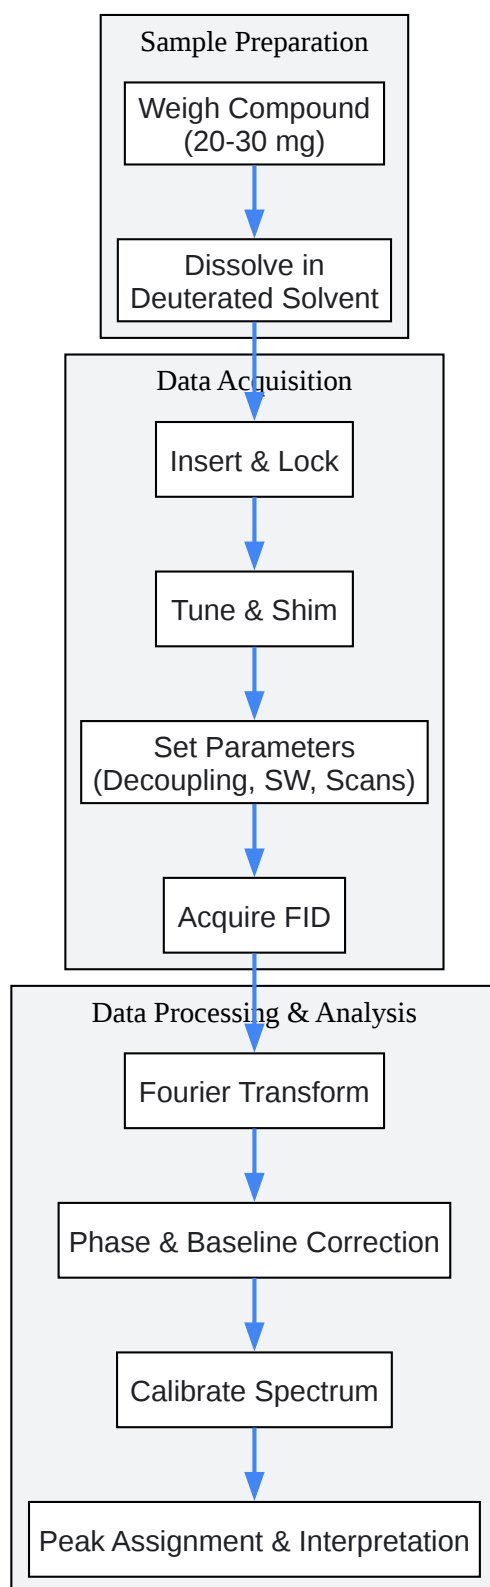 Sample Preparation
Weigh Compound
(20-30 mg)
Dissolve in
Deuterated Solvent
Data Acquisition
Insert & Lock
Tune & Shim
Set Parameters
(Decoupling, SW, Scans)
Acquire FID
Data Processing & Analysis
Fourier Transform
Phase & Baseline Correction
Calibrate Spectrum
Peak Assignment & Interpretation